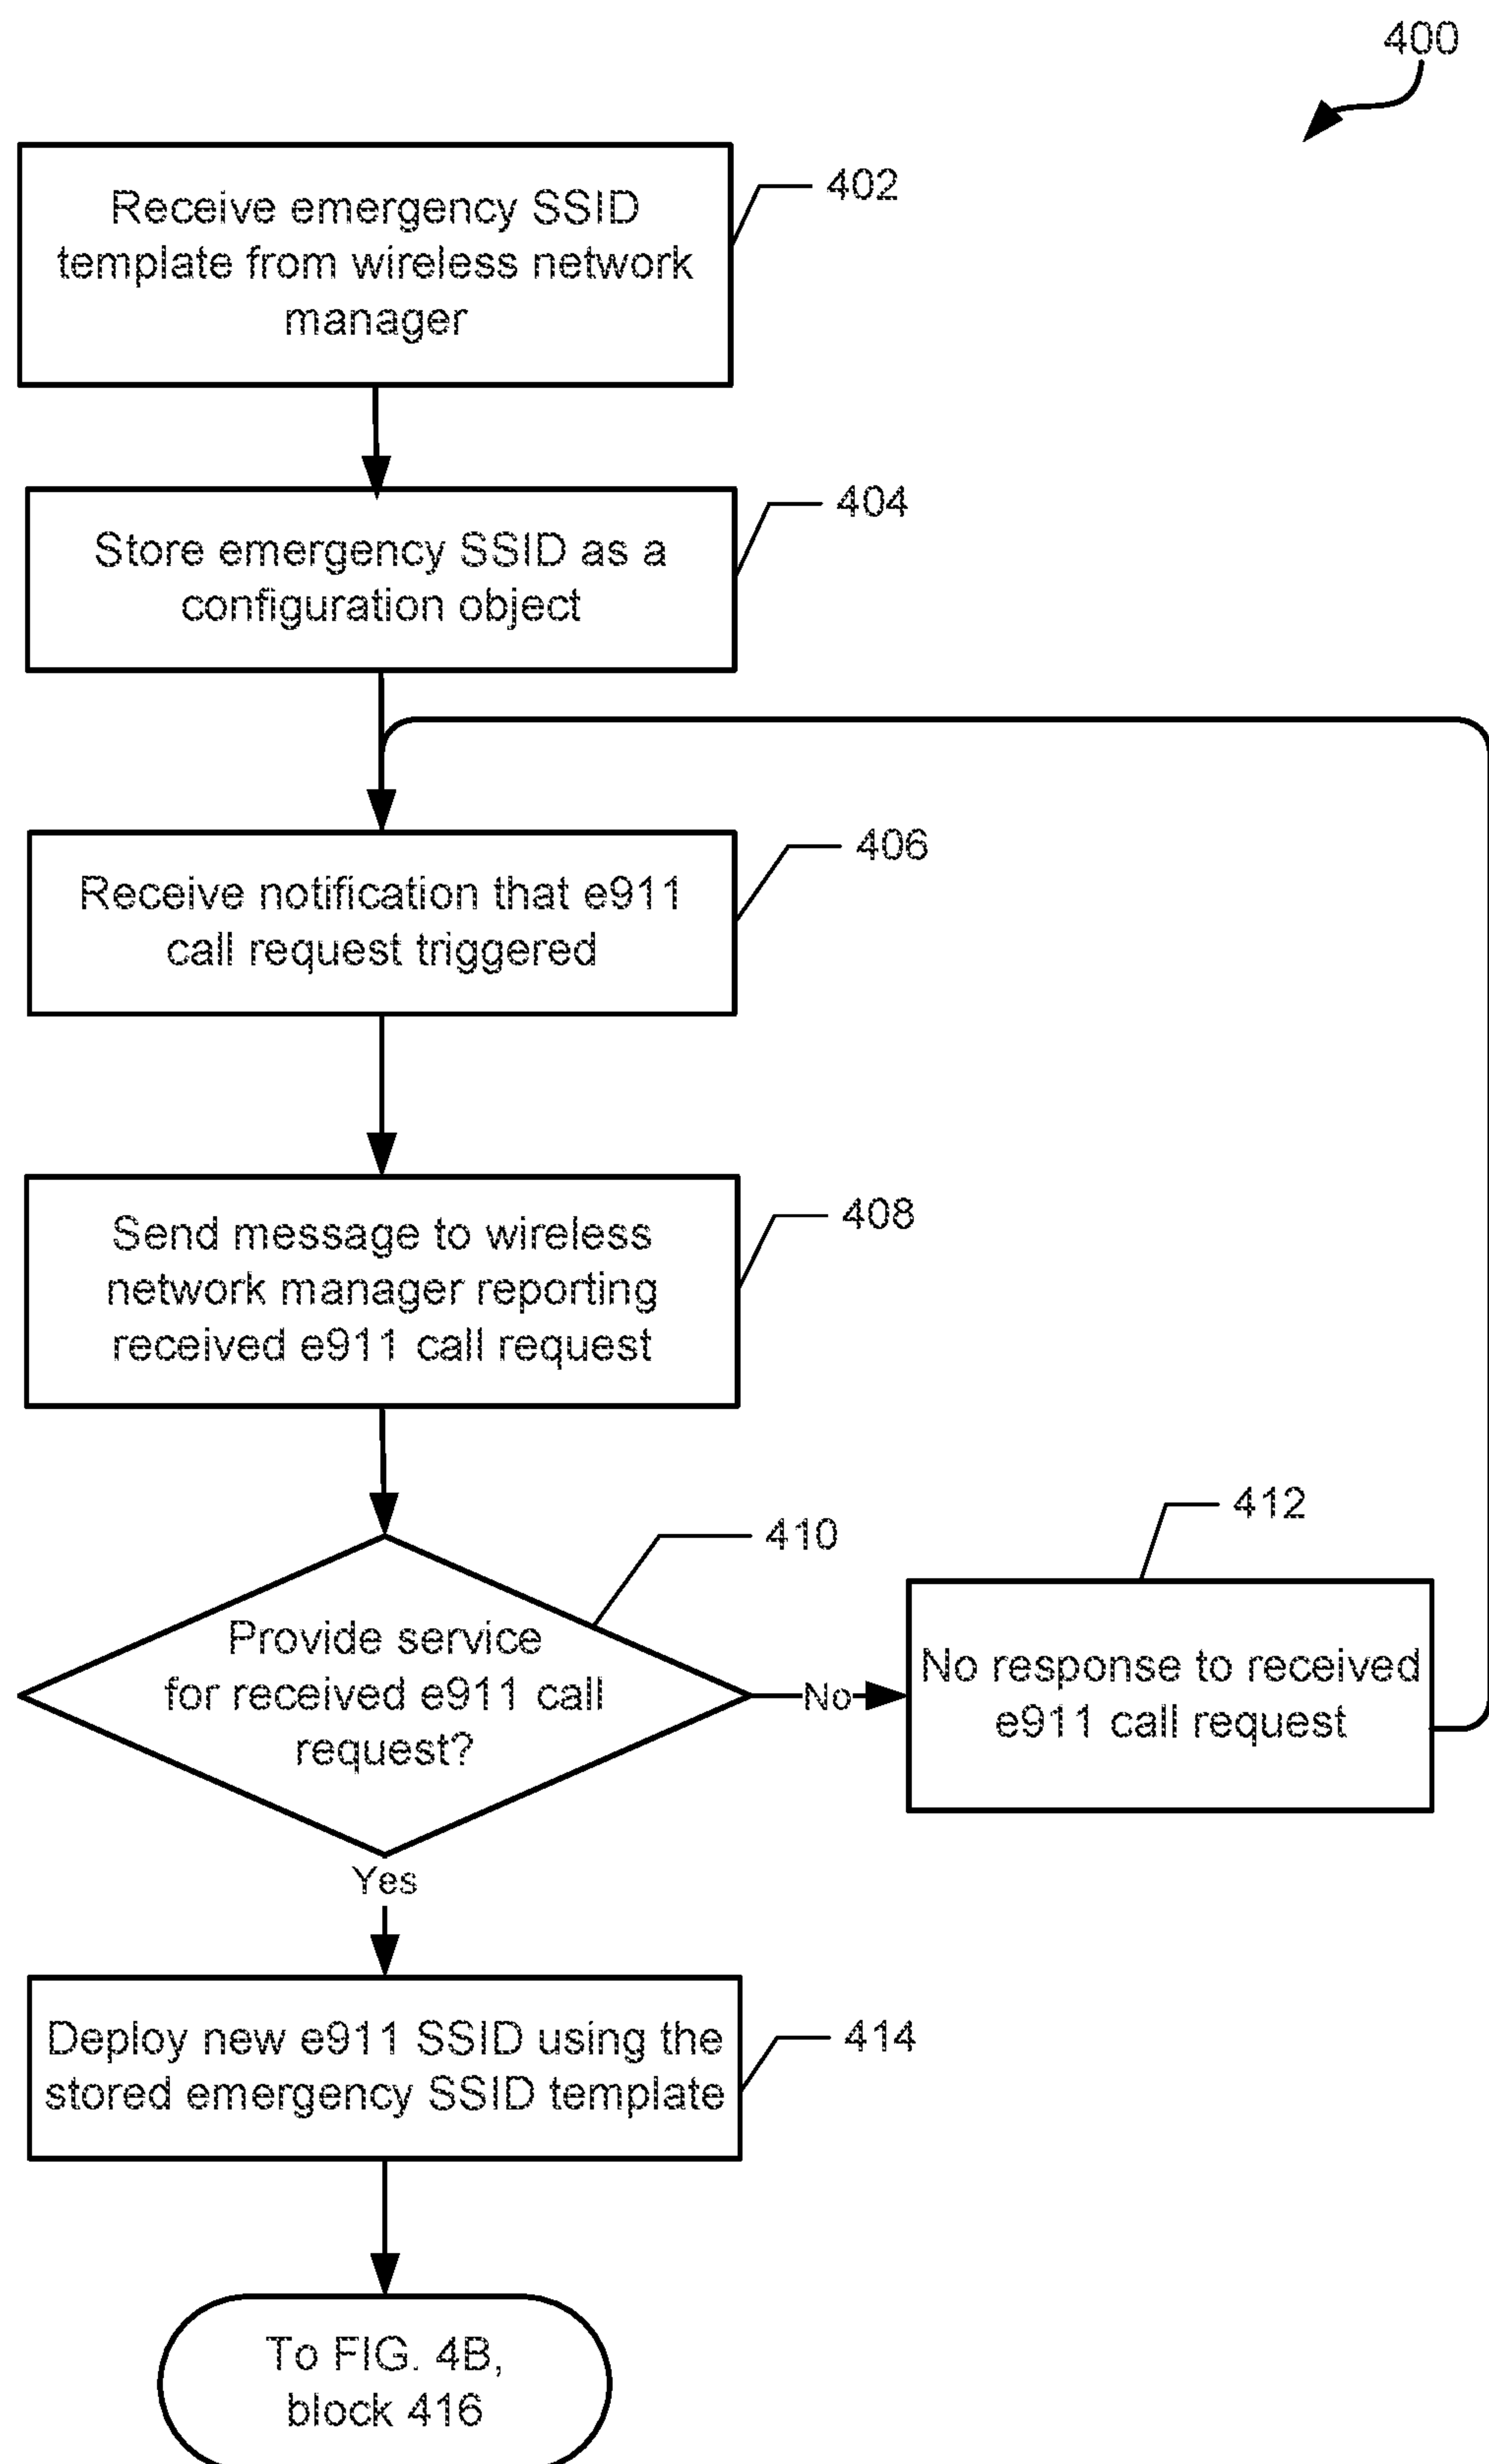 400
Receive emergency SSID
template from wireless network
manager
402
Store emergency SSID as a
configuration object
404
Receive notification that e911
call request triggered
406
Send message to wireless
network manager reporting
received e911 call request
408
Provide service
for received e911 call
request?
410
No
No response to received
e911 call request
412
Yes
Deploy new e911 SSID using the
stored emergency SSID template
414
To FIG. 4B,
block 416